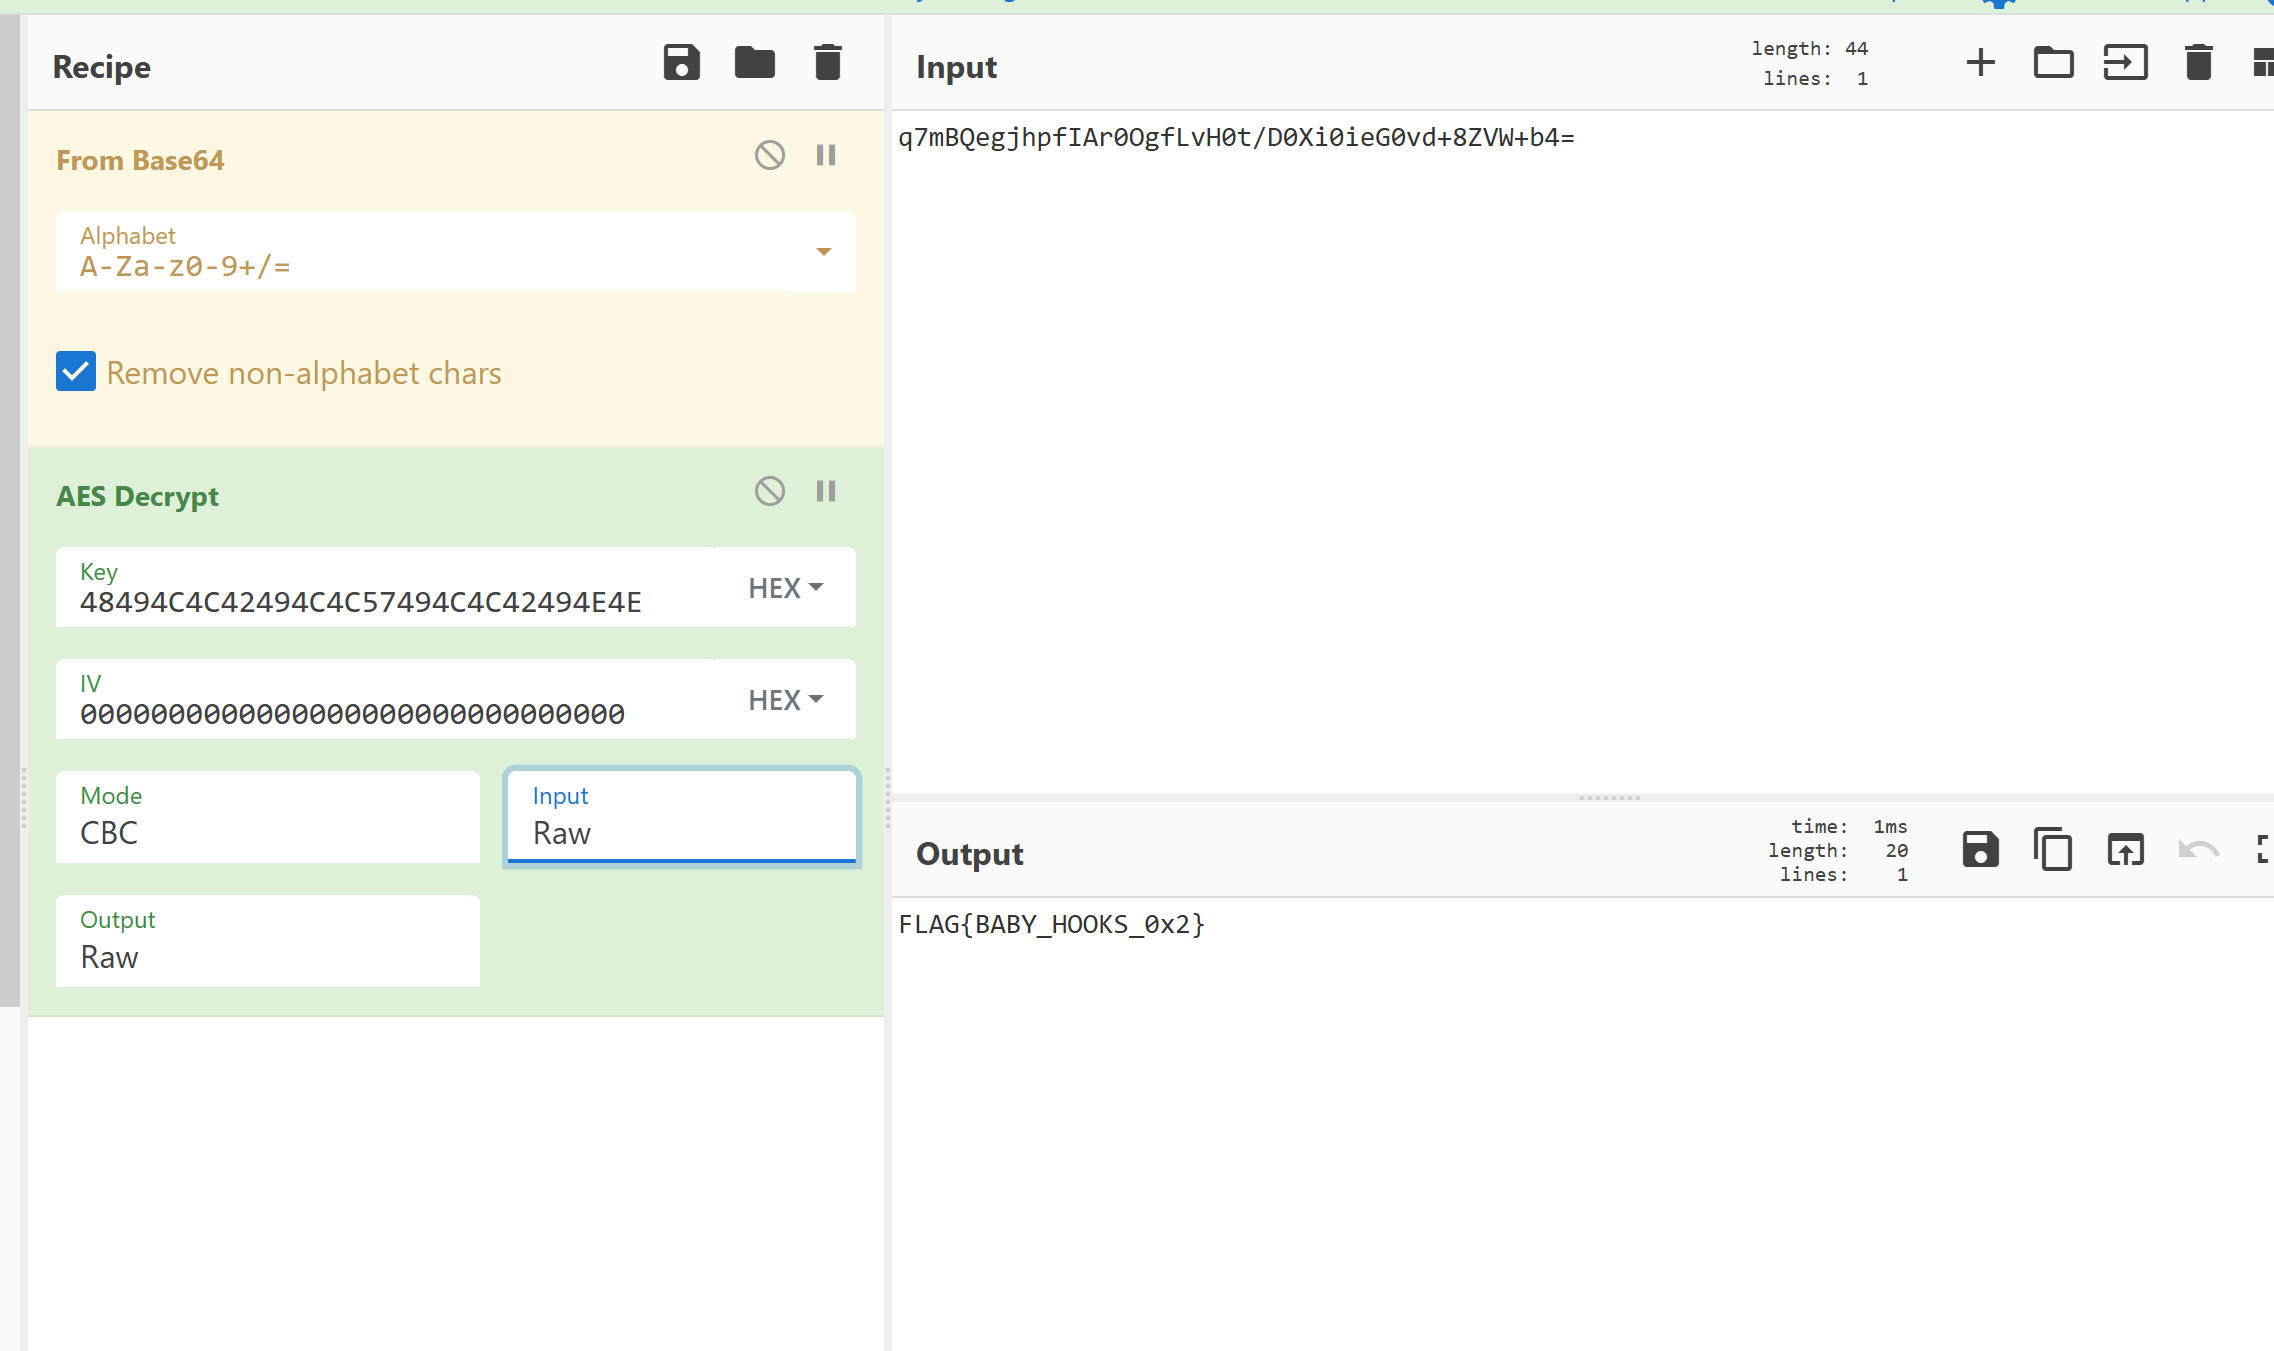 Recipe
From Base64
Alphabet
A-Za-z0-9+/=
Remove non-alphabet chars
AES Decrypt
Key
48494C4C42494C4C57494C4C42494E4E
HEX
IV
00000000000000000000000000000000
HEX
Mode
CBC
Input
Raw
Output
Raw
Input
length: 44
lines: 1
q7mBQegjhpfIAr0OgfLvH0t/D0Xi0ieG0vd+8ZVW+b4=
Output
time: 1ms
length: 20
lines: 1
FLAG{BABY_HOOKS_0x2}